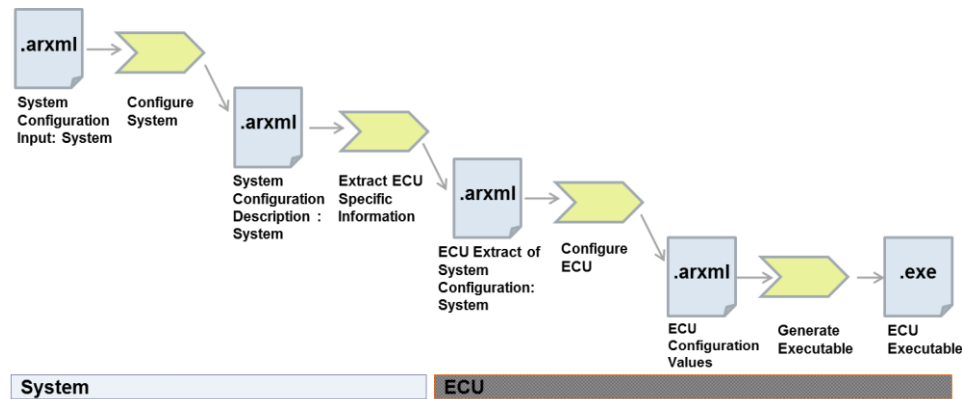 .arxml
System
Configuration
Input: System
Configure
System
.arxml
System
Configuration
Description :
System
Extract ECU
Specific
Information
.arxml
ECU Extract of
System
Configuration:
System
Configure
ECU
.arxml
ECU
Configuration
Values
Generate
Executable
.exe
ECU
Executable
System
ECU